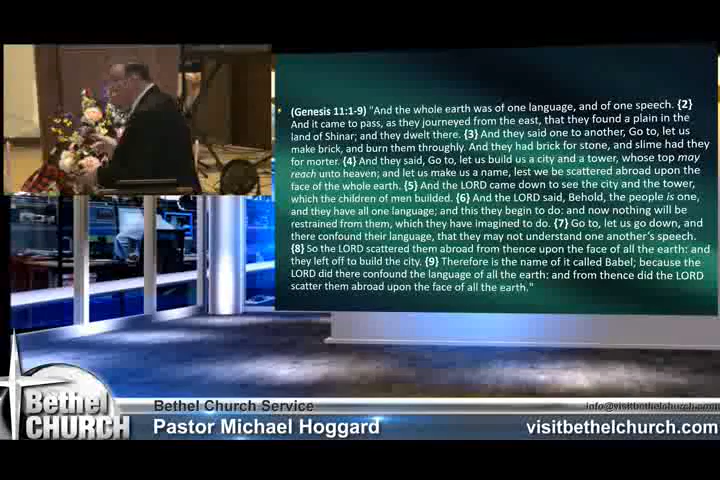 (Genesis 11:1-9) "And the whole earth was of one language, and of one speech. {2}
And it came to pass, as they journeyed from the east, that they found a plain in the
land of Shinar; and they dwelt there. {3} And they said one to another, Go to, let us
make brick, and burn them throughly. And they had brick for stone, and slime had they
for morter. {4} And they said, Go to, let us build us a city and a tower, whose top may
reach unto heaven; and let us make us a name, lest we be scattered abroad upon the
face of the whole earth. {5} And the LORD came down to see the city and the tower,
which the children of men builded. {6} And the LORD said, Behold, the people is one,
and they have all one language; and this they begin to do: and now nothing will be
restrained from them, which they have imagined to do. {7} Go to, let us go down, and
there confound their language, that they may not understand one another's speech.
{8} So the LORD scattered them abroad from thence upon the face of all the earth: and
they left off to build the city. {9} Therefore is the name of it called Babel; because the
LORD did there confound the language of all the earth: and from thence did the LORD
scatter them abroad upon the face of all the earth."
Bethel
CHURCH
Bethel Church Service
info@visitbethelchurch.com
Pastor Michael Hoggard
visitbethelchurch.com